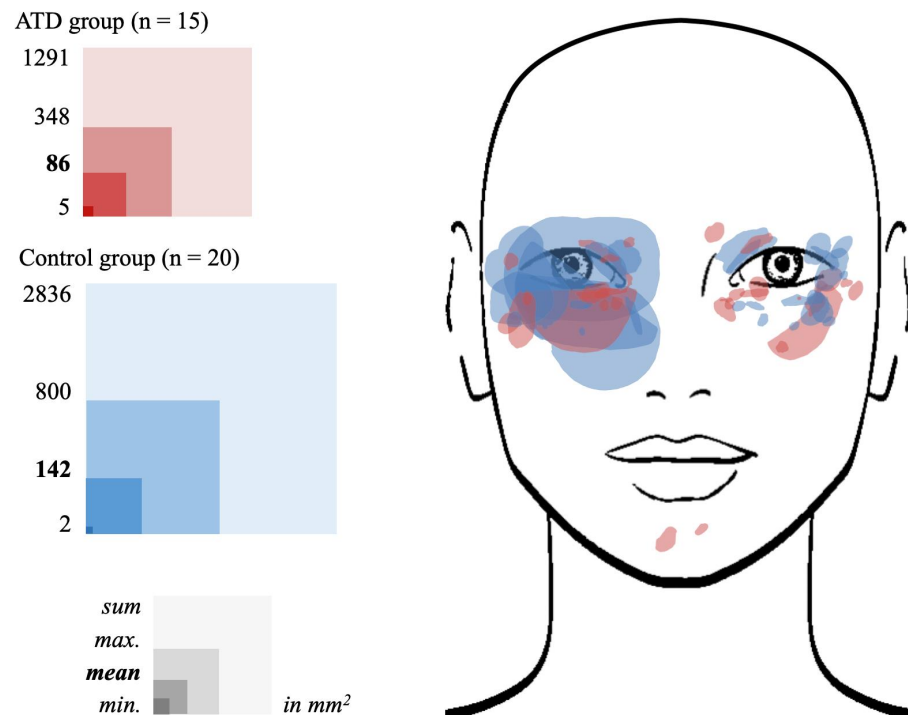 ATD group (n = 15)
1291
348
86
5
Control group (n = 20)
2836
800
142
2
sum
max.
mean
min.
in mm²